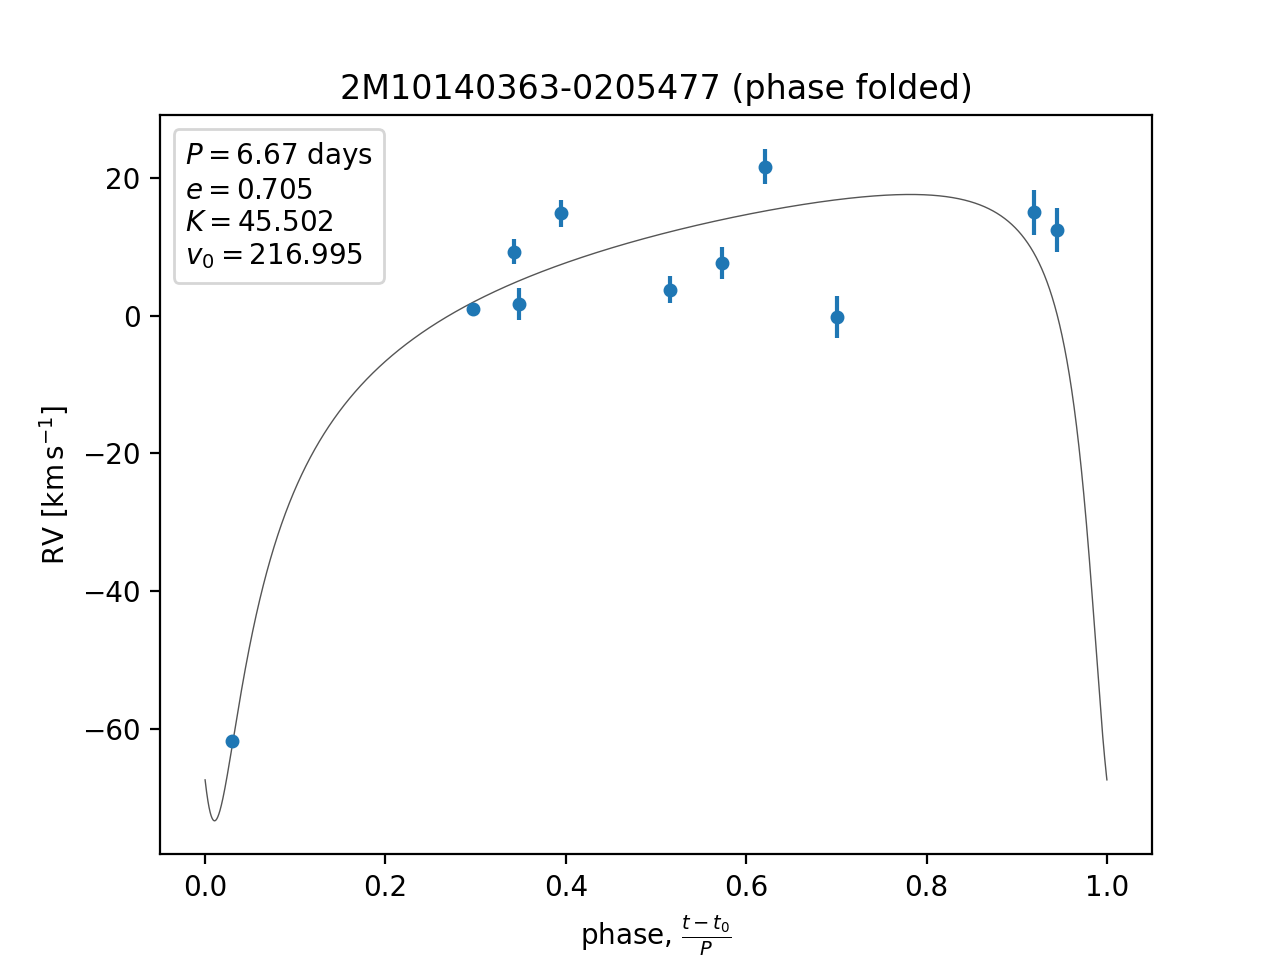 2M10140363-0205477 (phase folded)
P = 6.67 days
e = 0.705
K = 45.502
v₀ = 216.995
20
0
−20
−40
−60
RV [km s⁻¹]
0.0 0.2 0.4 0.6 0.8 1.0
phase, (t − t₀)/P